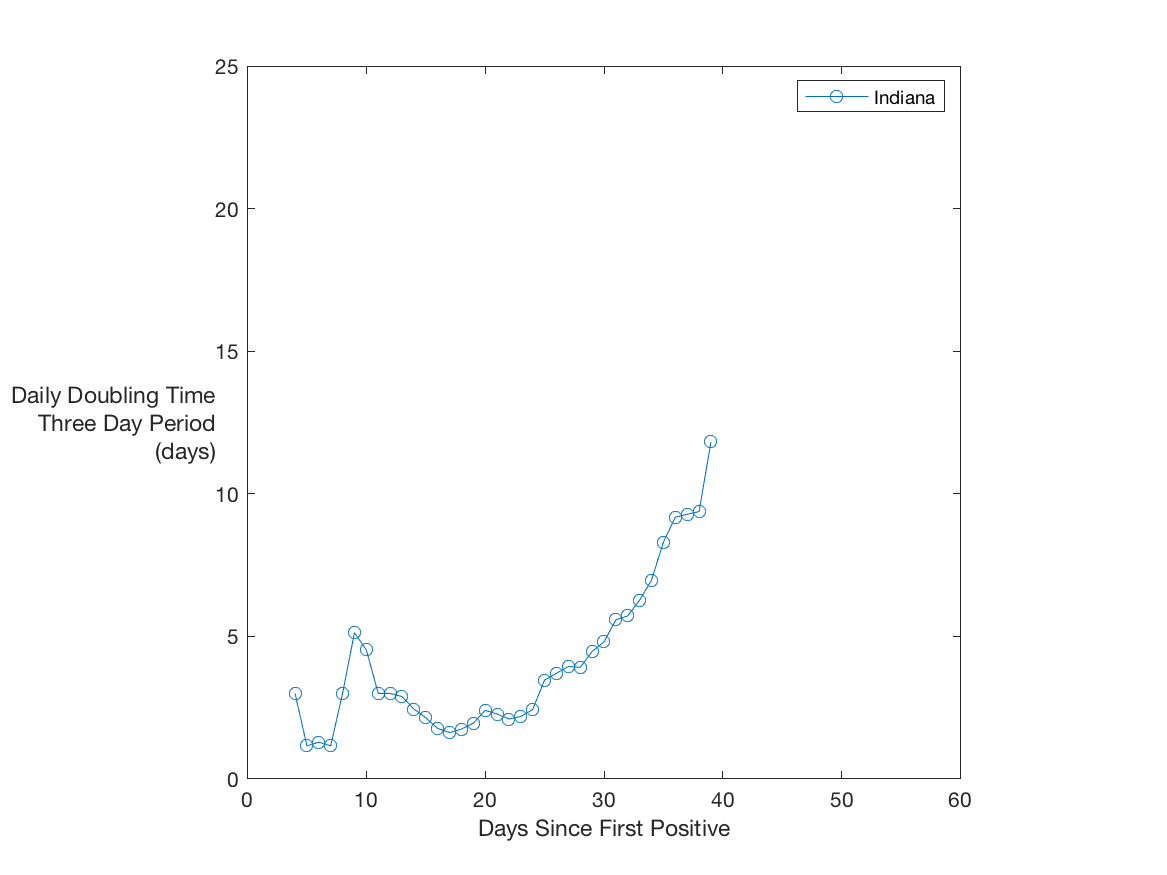 25
Indiana
20
15
Daily Doubling Time
Three Day Period
(days)
10
5
0
0 10 20 30 40 50 60
Days Since First Positive